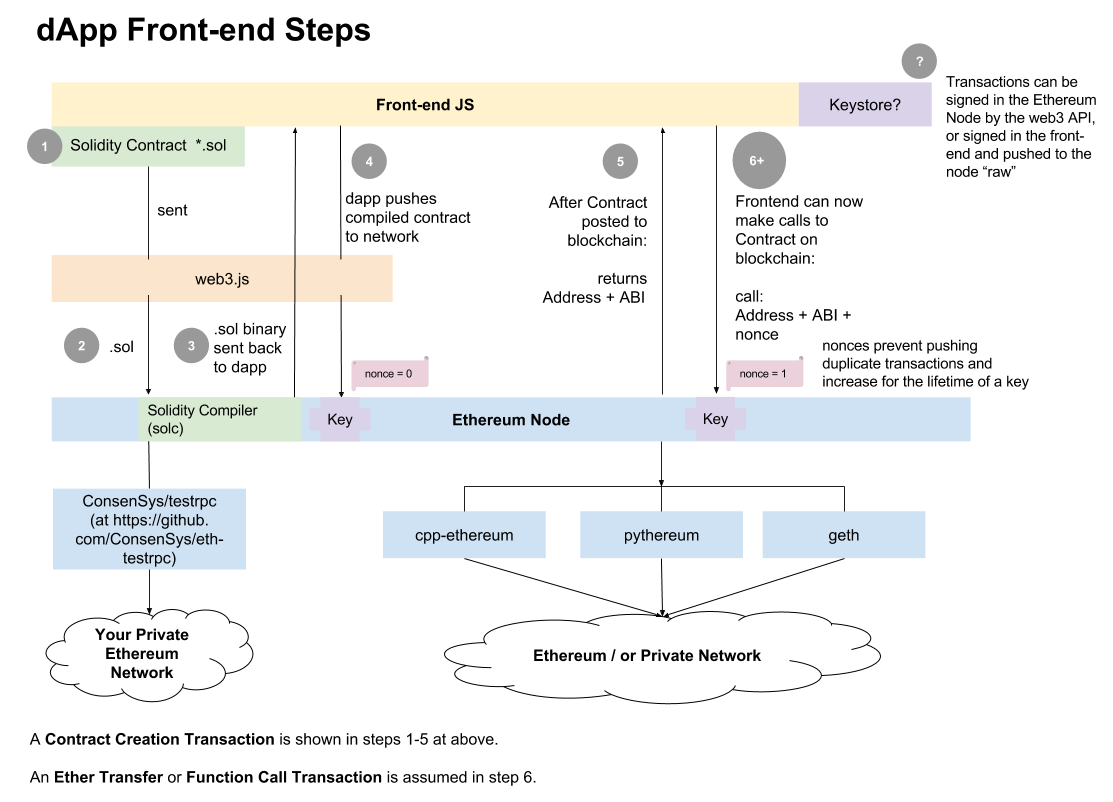 dApp Front-end Steps
?
Front-end JS
Keystore?
Transactions can be
signed in the Ethereum
Node by the web3 API,
or signed in the front-
end and pushed to the
node “raw”
1
Solidity Contract *.sol
4
5
6+
sent
dapp pushes
compiled contract
to network
After Contract
posted to
blockchain:
returns
Address + ABI
Frontend can now
make calls to
Contract on
blockchain:
call:
Address + ABI +
nonce
web3.js
2
.sol
3
.sol binary
sent back
to dapp
nonce = 0
nonce = 1
nonces prevent pushing
duplicate transactions and
increase for the lifetime of a key
Solidity Compiler
(solc)
Key
Ethereum Node
Key
ConsenSys/testrpc
(at https://github.
com/ConsenSys/eth-
testrpc)
cpp-ethereum
pythereum
geth
Your Private
Ethereum
Network
Ethereum / or Private Network
A Contract Creation Transaction is shown in steps 1-5 at above.
An Ether Transfer or Function Call Transaction is assumed in step 6.